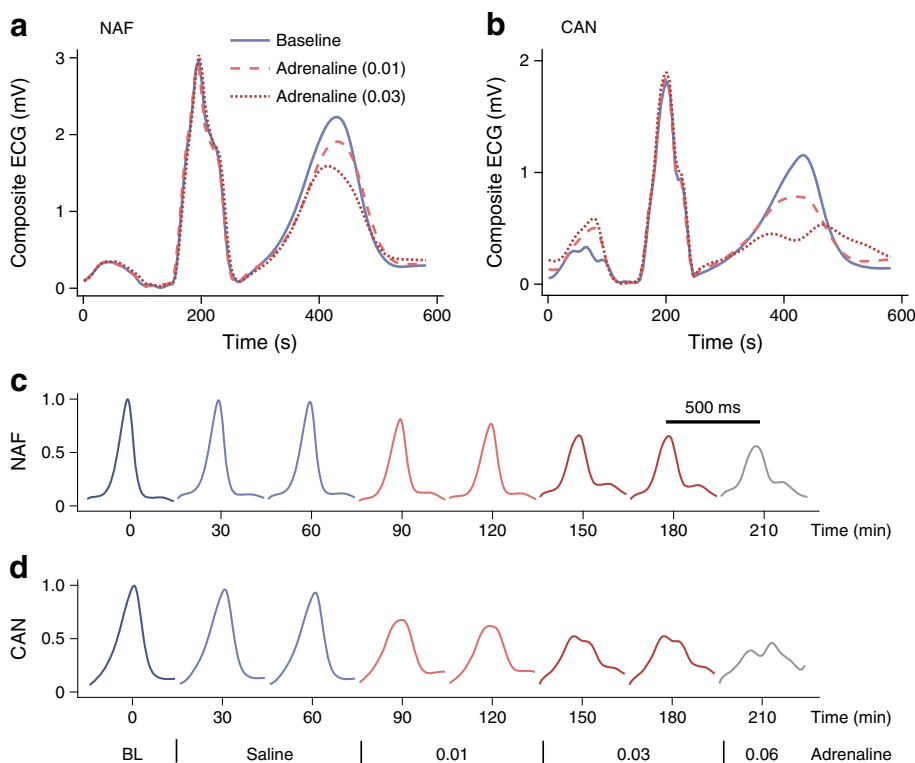 a NAF
Baseline
Adrenaline (0.01)
Adrenaline (0.03)
Composite ECG (mV)
3
2
1
0
0 200 400 600
Time (s)
b CAN
Composite ECG (mV)
2
1
0
0 200 400 600
Time (s)
c
NAF
1.0
0.5
0
500 ms
0 30 60 90 120 150 180 210 Time (min)
d
CAN
1.0
0.5
0
0 30 60 90 120 150 180 210 Time (min)
BL Saline 0.01 0.03 0.06 Adrenaline